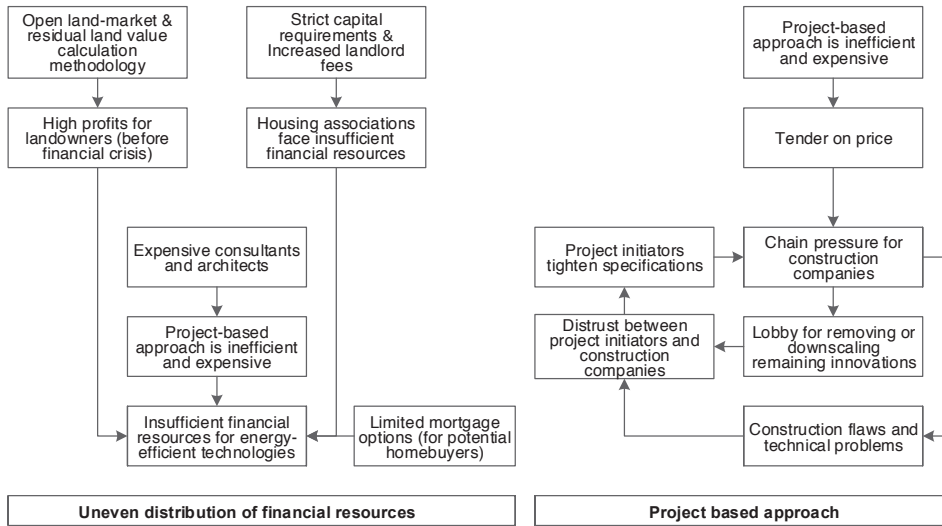 Open land-market &
residual land value
calculation
methodology
Strict capital
requirements &
Increased landlord
fees
High profits for
landowners (before
financial crisis)
Housing associations
face insufficient
financial resources
Expensive consultants
and architects
Project-based
approach is inefficient
and expensive
Insufficient financial
resources for energy-
efficient technologies
Limited mortgage
options (for potential
homebuyers)
Uneven distribution of financial resources
Project-based
approach is inefficient
and expensive
Tender on price
Project initiators
tighten specifications
Chain pressure for
construction
companies
Distrust between
project initiators and
construction
companies
Lobby for removing or
downscaling
remaining innovations
Construction flaws and
technical problems
Project based approach